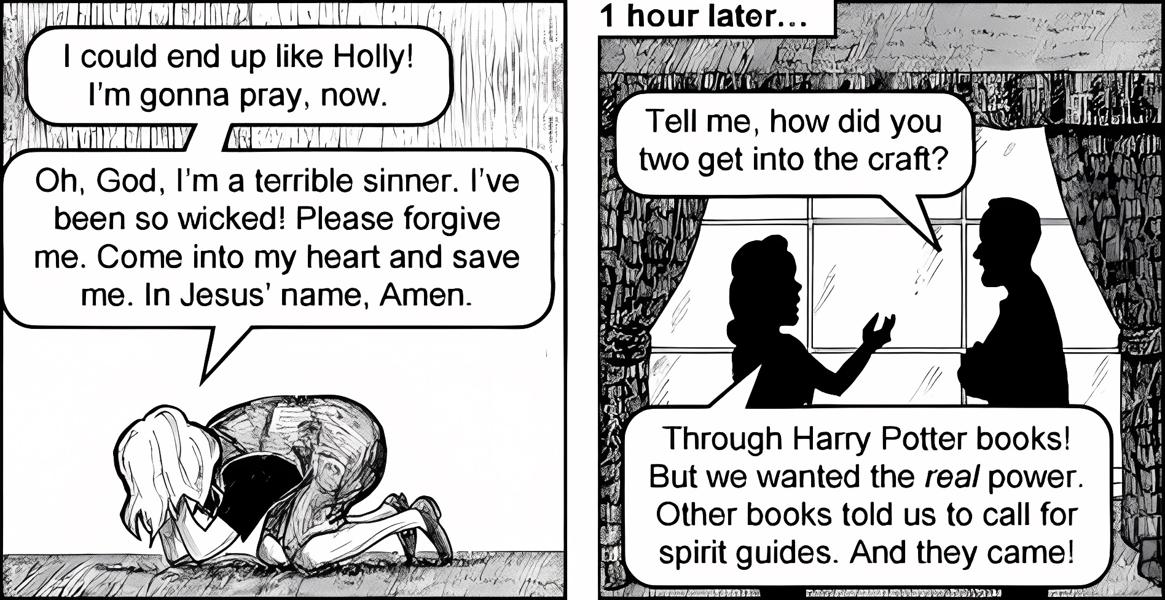 I could end up like Holly!
I'm gonna pray, now.
Oh, God, I'm a terrible sinner. I've
been so wicked! Please forgive
me. Come into my heart and save
me. In Jesus' name, Amen.
1 hour later...
Tell me, how did you
two get into the craft?
Through Harry Potter books!
But we wanted the real power.
Other books told us to call for
spirit guides. And they came!